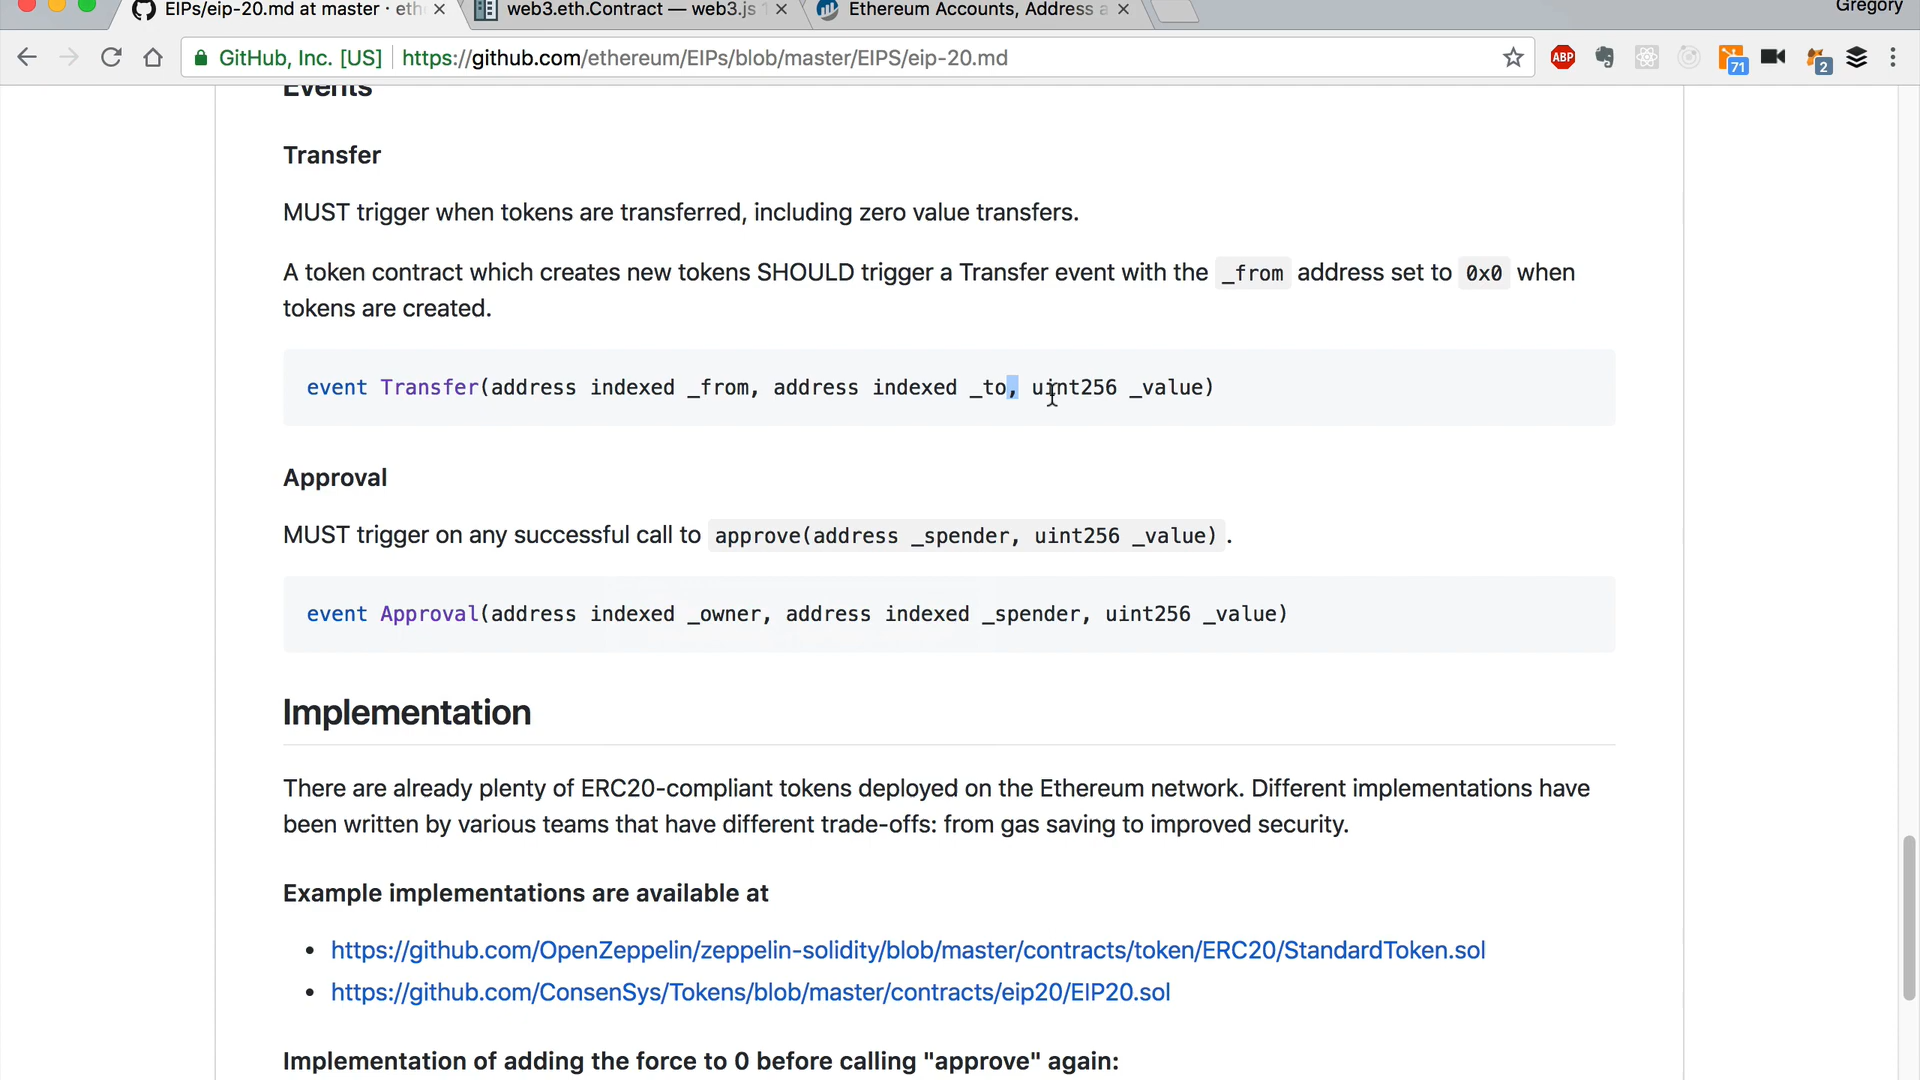 EIPs/eip-20.md at master · eth
web3.eth.Contract — web3.js 1
Ethereum Accounts, Address a
Gregory
GitHub, Inc. [US] https://github.com/ethereum/EIPs/blob/master/EIPS/eip-20.md
ABP
71
2
Events
Transfer
MUST trigger when tokens are transferred, including zero value transfers.
A token contract which creates new tokens SHOULD trigger a Transfer event with the _from address set to 0x0 when
tokens are created.
event Transfer(address indexed _from, address indexed _to, uint256 _value)
Approval
MUST trigger on any successful call to approve(address _spender, uint256 _value) .
event Approval(address indexed _owner, address indexed _spender, uint256 _value)
Implementation
There are already plenty of ERC20-compliant tokens deployed on the Ethereum network. Different implementations have
been written by various teams that have different trade-offs: from gas saving to improved security.
Example implementations are available at
• https://github.com/OpenZeppelin/zeppelin-solidity/blob/master/contracts/token/ERC20/StandardToken.sol
• https://github.com/ConsenSys/Tokens/blob/master/contracts/eip20/EIP20.sol
Implementation of adding the force to 0 before calling "approve" again: